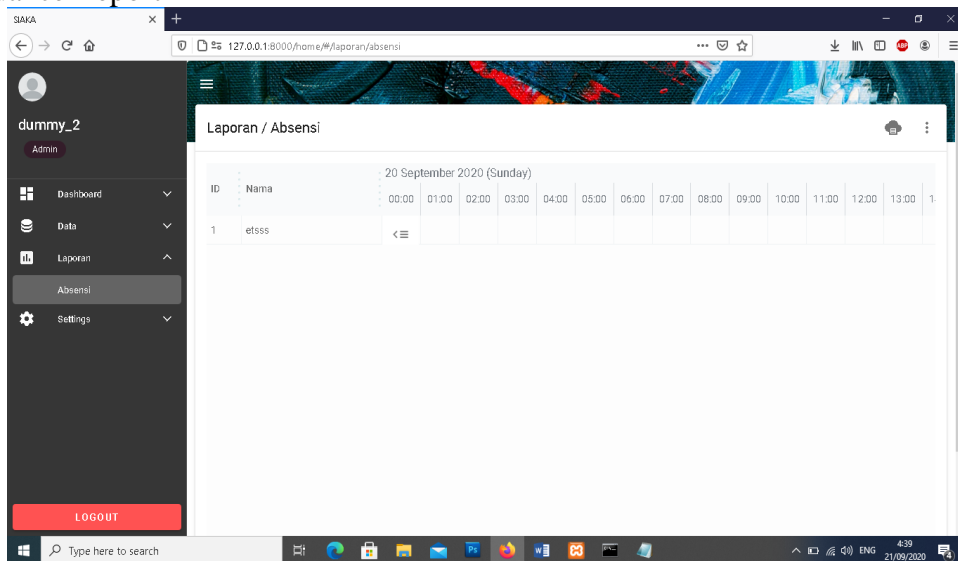 SIAKA
127.0.0.1:8000/home/#/laporan/absensi
ABP
dummy_2
Admin
Dashboard
Data
Laporan
Absensi
Settings
LOGOUT
Laporan / Absensi
ID
Nama
20 September 2020 (Sunday)
00:00 01:00 02:00 03:00 04:00 05:00 06:00 07:00 08:00 09:00 10:00 11:00 12:00 13:00
1 etsss
Type here to search
Ps
ENG
4:39
21/09/2020
4